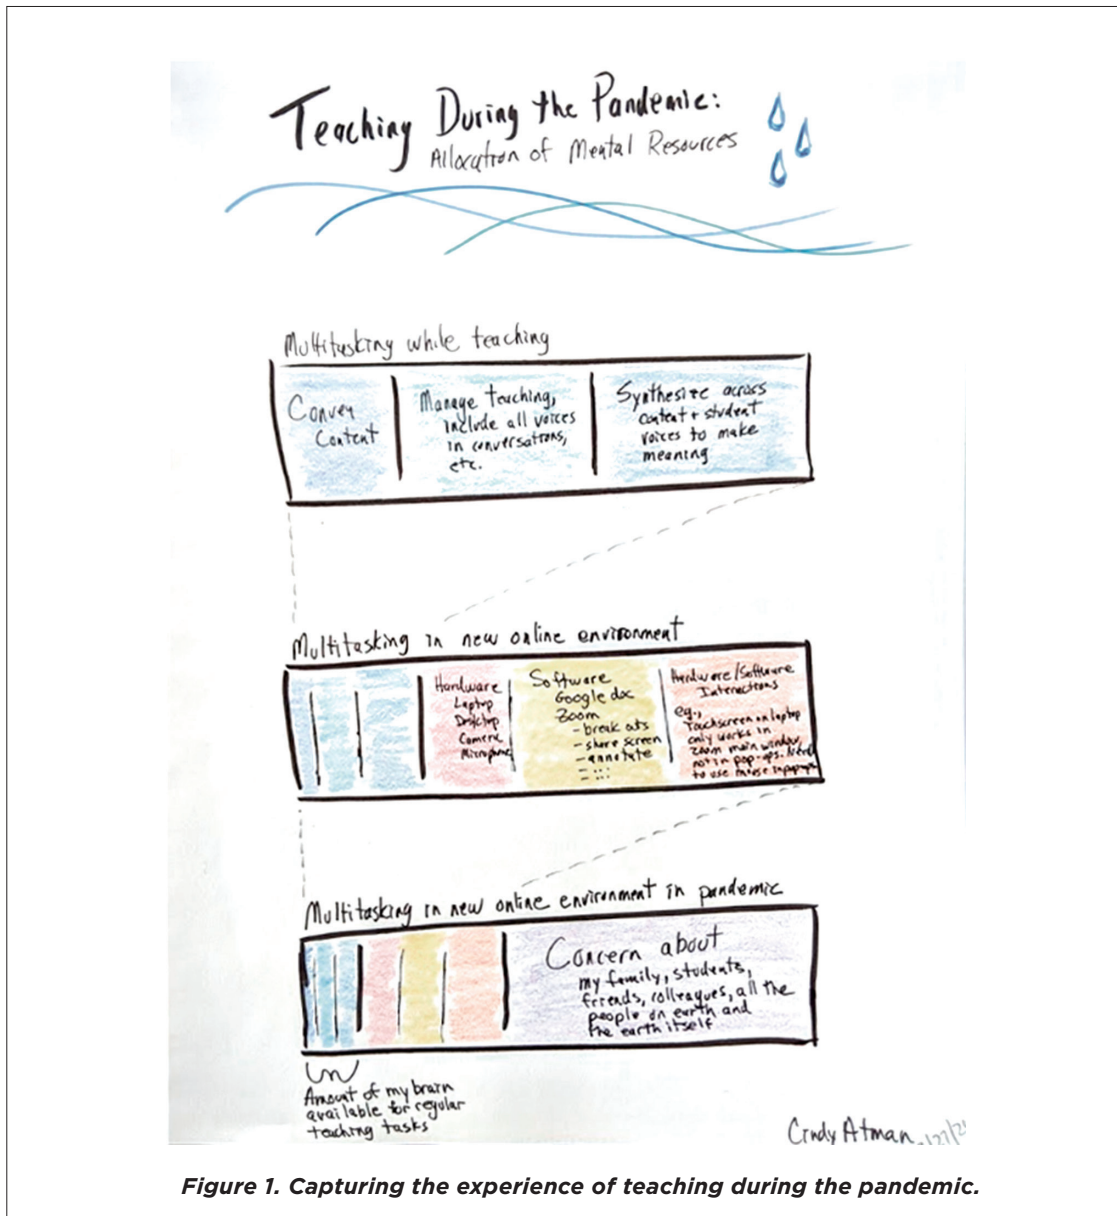 Teaching During the Pandemic:
Allocation of Mental Resources
Multitasking while teaching
Convey
Content
Manage teaching,
include all voices
in conversations,
etc.
Synthesize across
content + student
voices to make
meaning
Multitasking in new online environment
Hardware
Laptop
Desktop
Camera
Microphone
Software
Google doc
Zoom
- break outs
- share screen
- annotate
Hardware/Software
Interactions
eg.,
Touchscreen on laptop
only works in
Zoom main window,
not in pop-ups.
to use mouse
Multitasking in new online environment in pandemic
Concern about
my family, students,
friends, colleagues, all the
people on earth and
the earth itself
Amount of my brain
available for regular
teaching tasks
Cindy Atman
Figure 1. Capturing the experience of teaching during the pandemic.